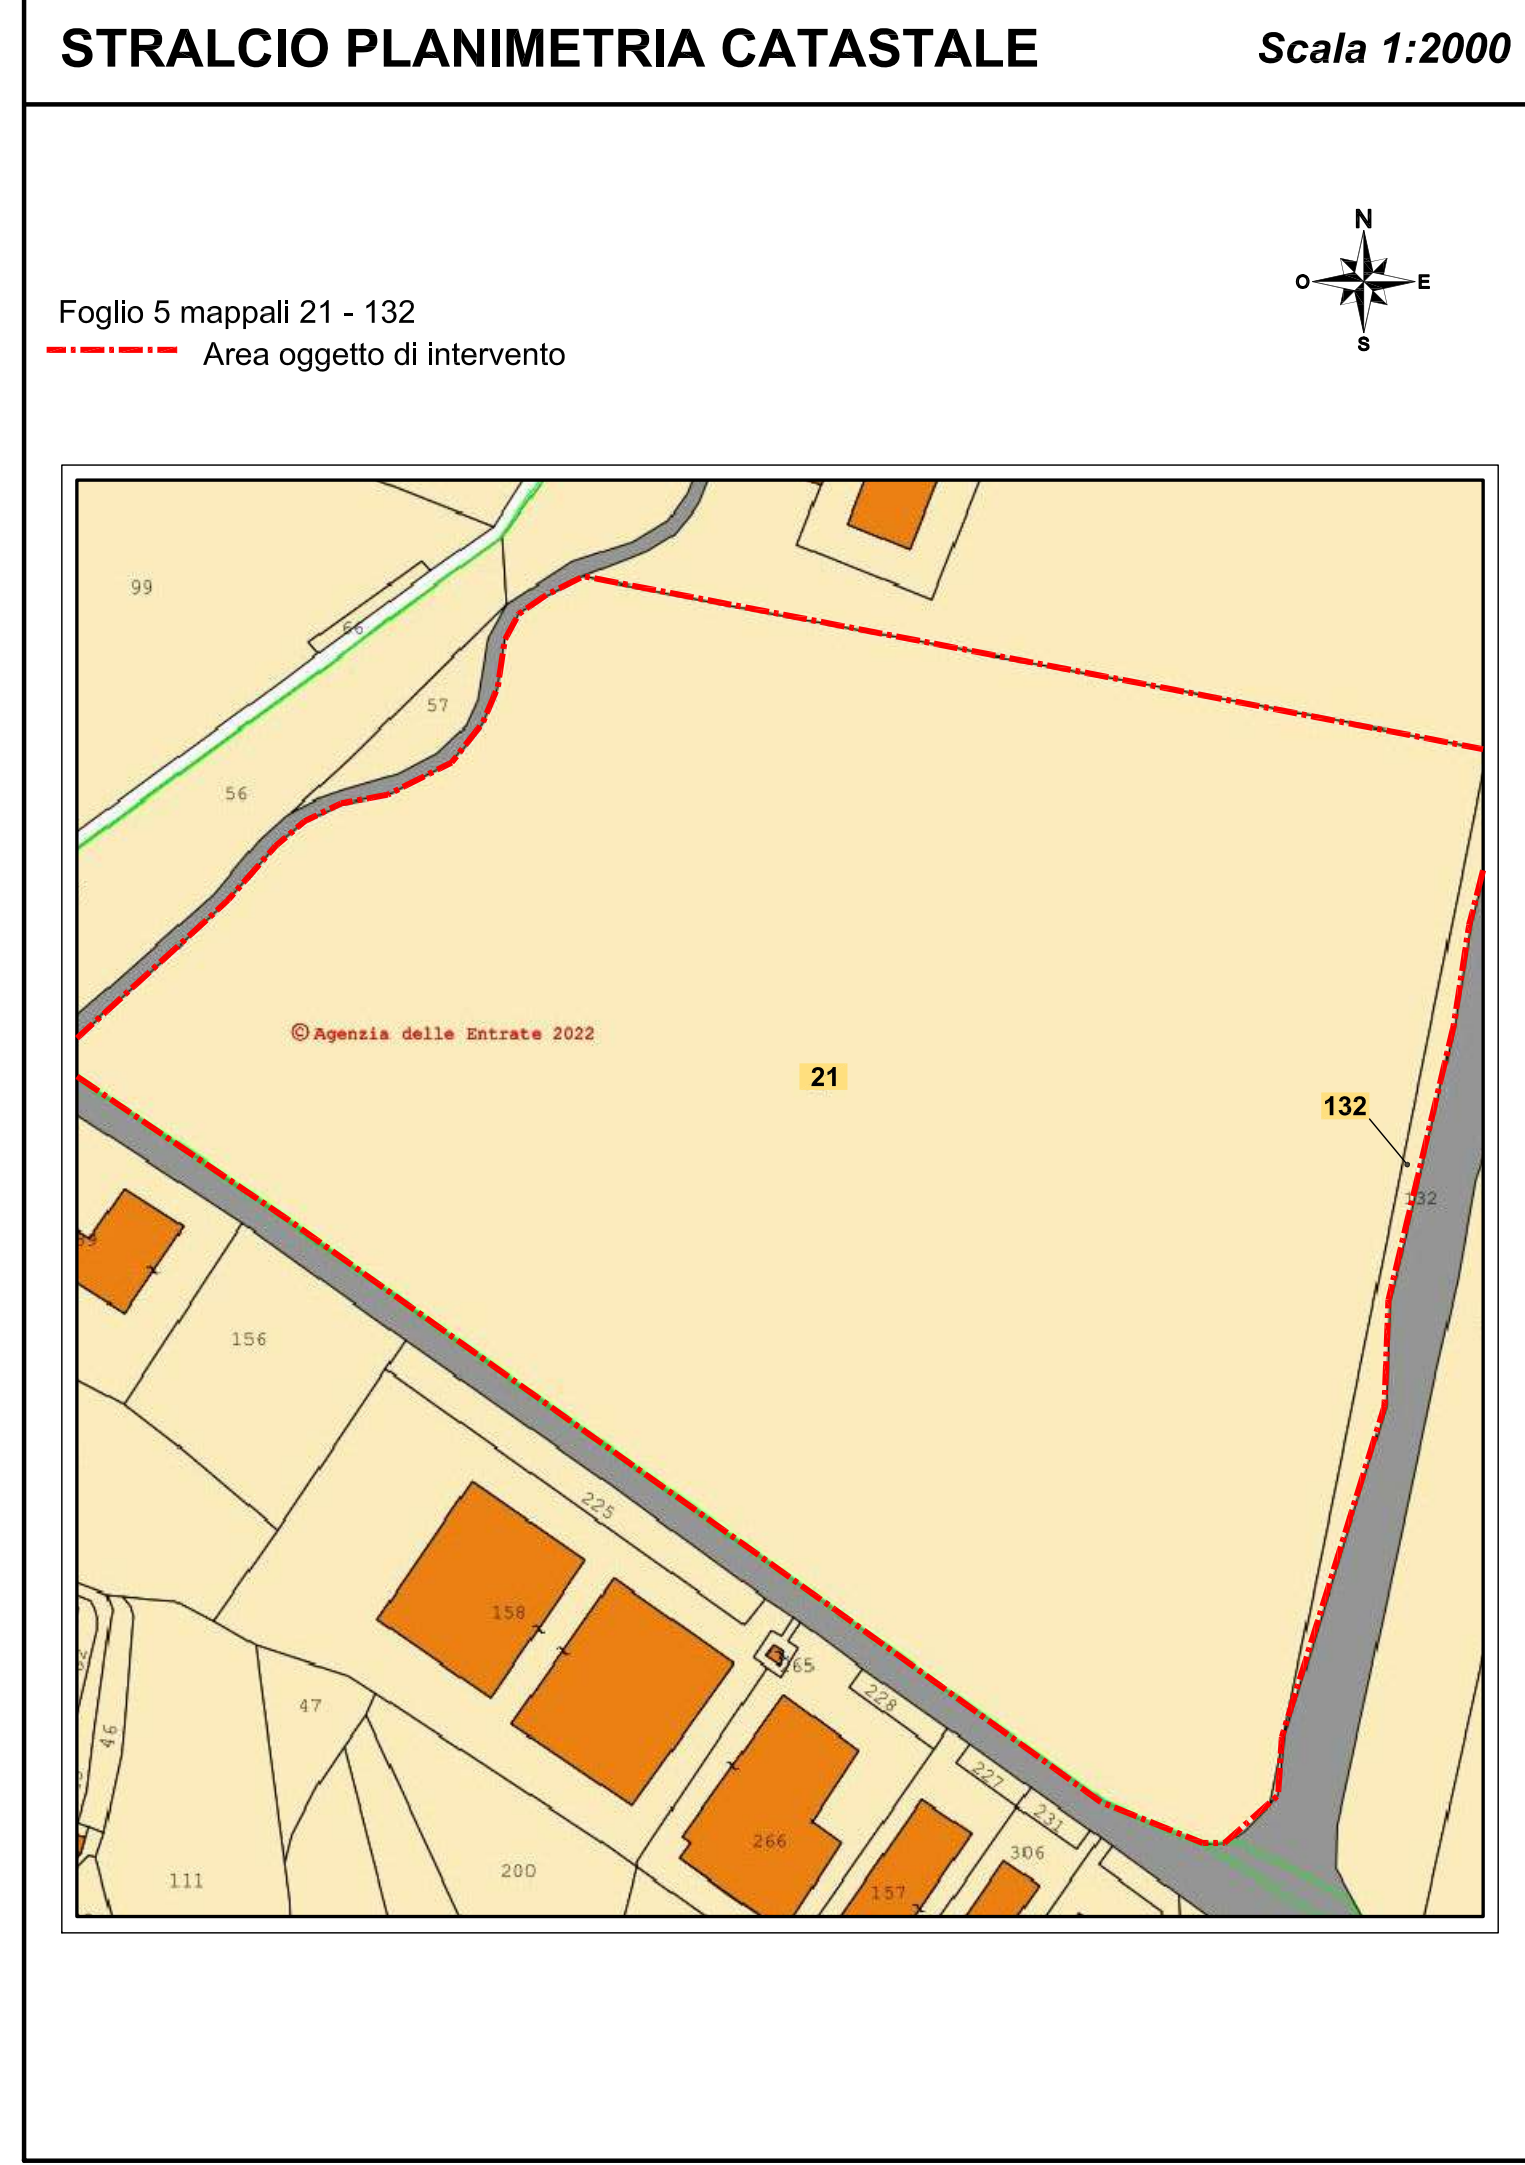 STRALCIO PLANIMETRIA CATASTALE
Scala 1:2000
N
O E
S
Foglio 5 mappali 21 - 132
Area oggetto di intervento
99
66
57
56
© Agenzia delle Entrate 2022
21
132
132
156
225
158
265
228
47
46
227
231
266
306
200
111
157